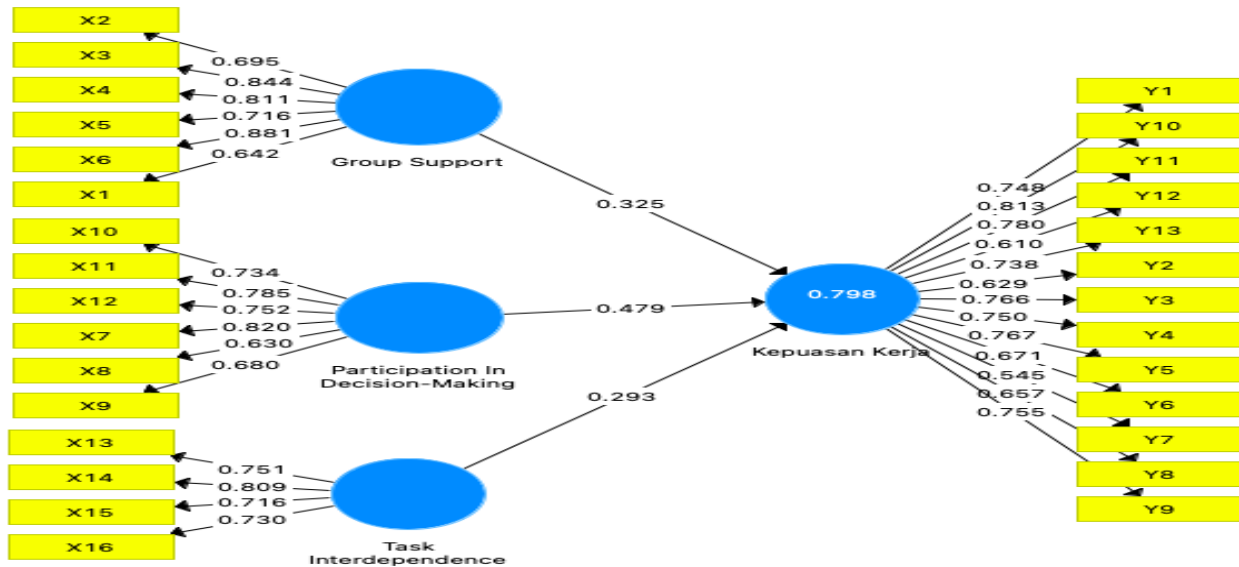 X2
X3
X4
X5
X6
X1
0.695
0.844
0.811
0.716
0.881
0.642
Group Support
X10
X11
X12
X7
X8
X9
0.734
0.785
0.752
0.820
0.630
0.680
Participation In
Decision-Making
X13
X14
X15
X16
0.751
0.809
0.716
0.730
Task
Interdependence
0.325
0.479
0.293
0.798
Kepuasan Kerja
0.748
0.813
0.780
0.610
0.738
0.629
0.766
0.750
0.767
0.671
0.545
0.657
0.755
Y1
Y10
Y11
Y12
Y13
Y2
Y3
Y4
Y5
Y6
Y7
Y8
Y9